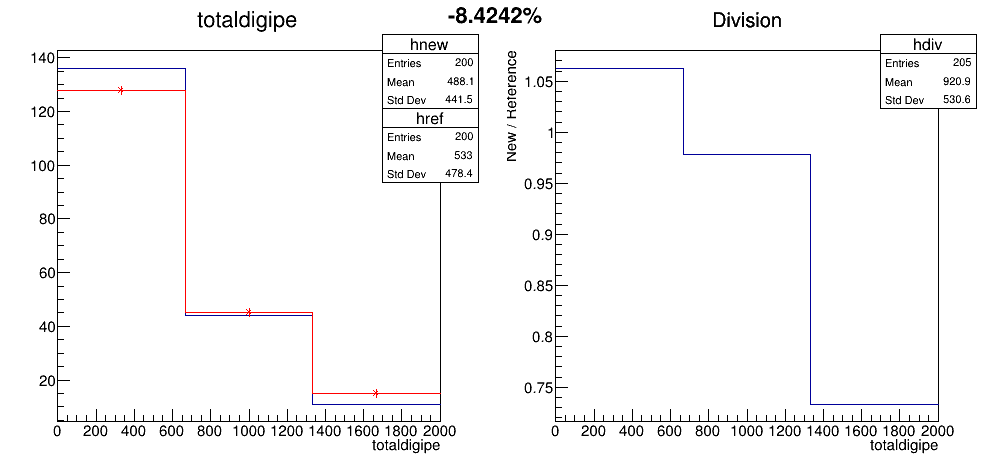 -8.4242%
totaldigipe
hnew
Entries 200
Mean 488.1
Std Dev 441.5
href
Entries 200
Mean 533
Std Dev 478.4
140
120
100
80
60
40
20
0 200 400 600 800 1000 1200 1400 1600 1800 2000
totaldigipe
Division
hdiv
Entries 205
Mean 920.9
Std Dev 530.6
New / Reference
1.05
1
0.95
0.9
0.85
0.8
0.75
0 200 400 600 800 1000 1200 1400 1600 1800 2000
totaldigipe